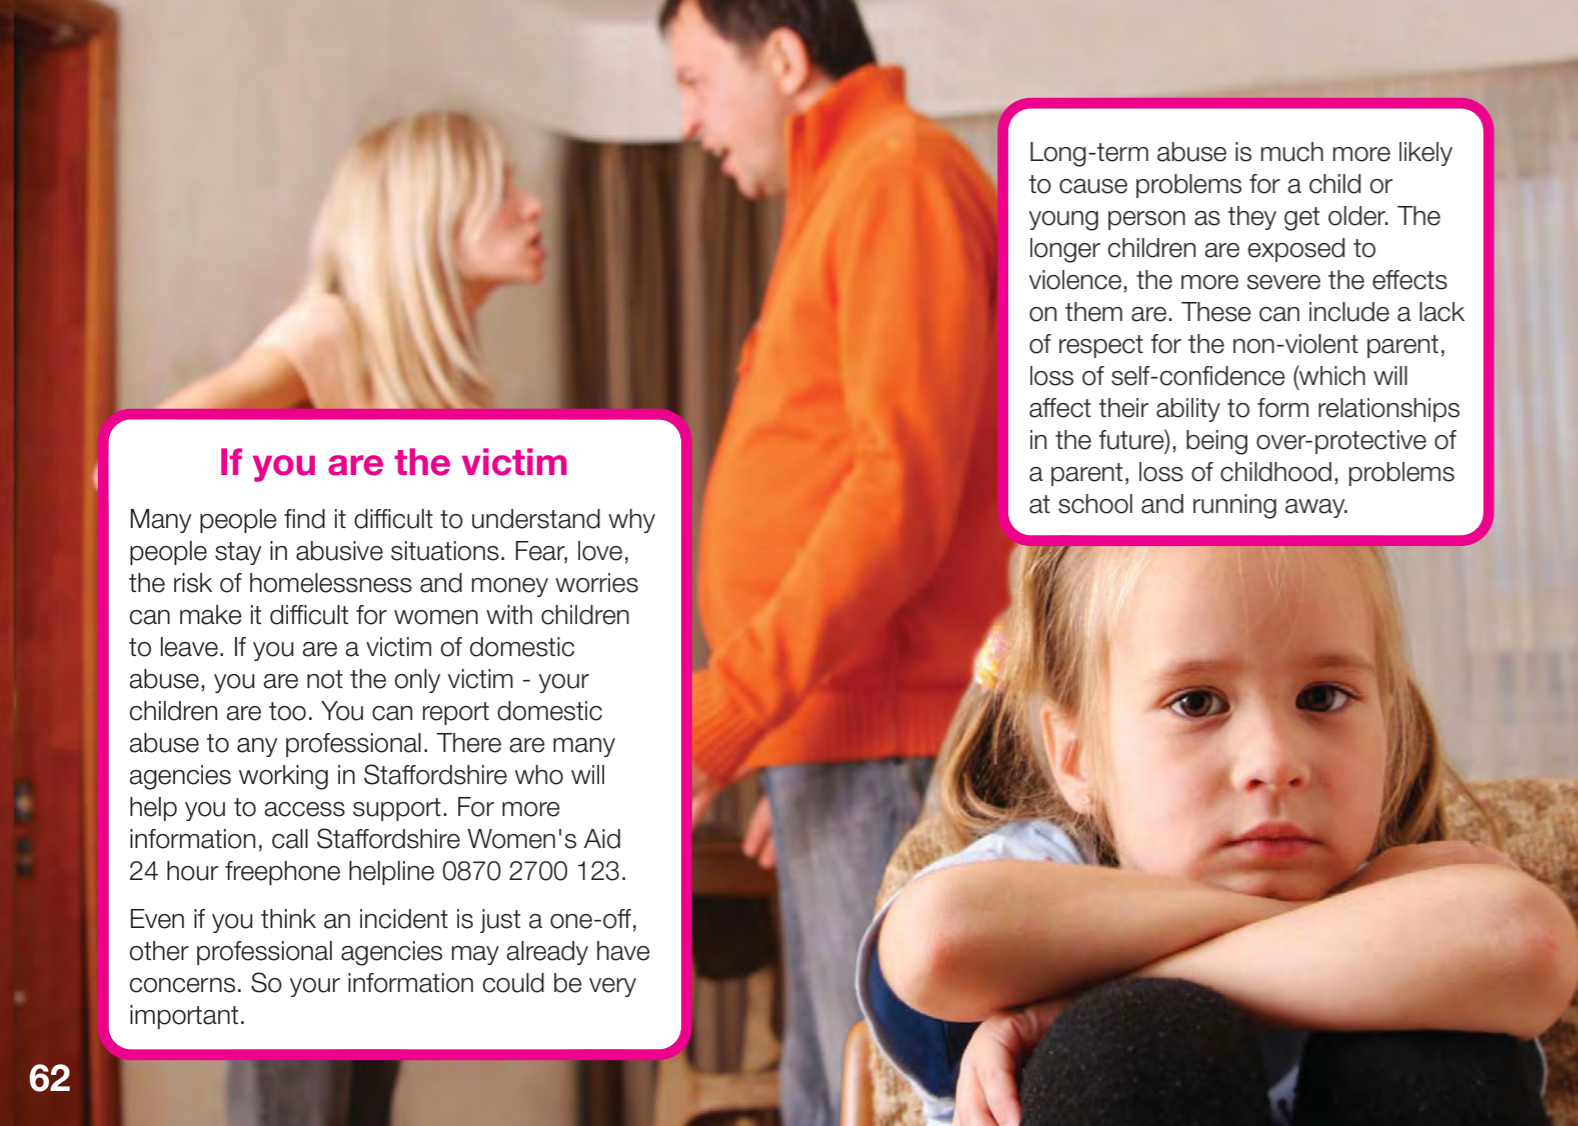 If you are the victim
Many people find it difficult to understand why
people stay in abusive situations. Fear, love,
the risk of homelessness and money worries
can make it difficult for women with children
to leave. If you are a victim of domestic
abuse, you are not the only victim - your
children are too. You can report domestic
abuse to any professional. There are many
agencies working in Staffordshire who will
help you to access support. For more
information, call Staffordshire Women's Aid
24 hour freephone helpline 0870 2700 123.
Even if you think an incident is just a one-off,
other professional agencies may already have
concerns. So your information could be very
important.
Long-term abuse is much more likely
to cause problems for a child or
young person as they get older. The
longer children are exposed to
violence, the more severe the effects
on them are. These can include a lack
of respect for the non-violent parent,
loss of self-confidence (which will
affect their ability to form relationships
in the future), being over-protective of
a parent, loss of childhood, problems
at school and running away.
62